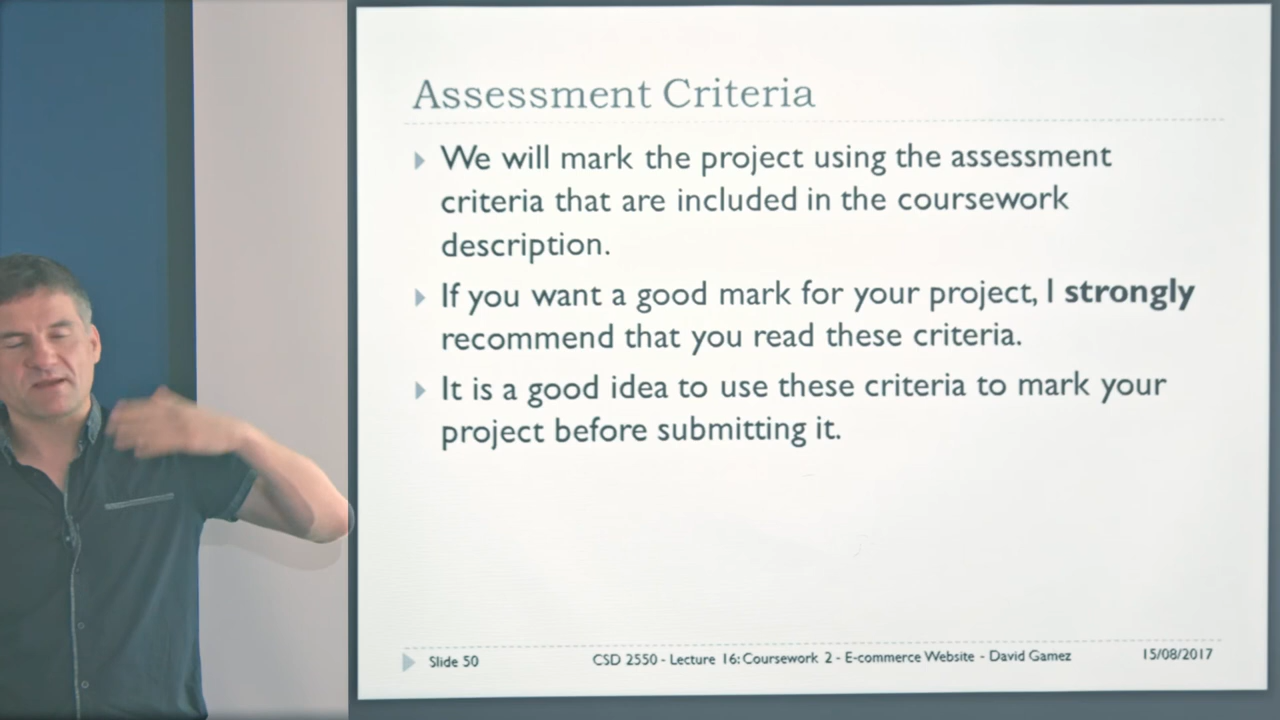 Assessment Criteria
We will mark the project using the assessment
criteria that are included in the coursework
description.
If you want a good mark for your project, I strongly
recommend that you read these criteria.
It is a good idea to use these criteria to mark your
project before submitting it.
Slide 50
CSD 2550 - Lecture 16: Coursework 2 - E-commerce Website - David Gamez
15/08/2017